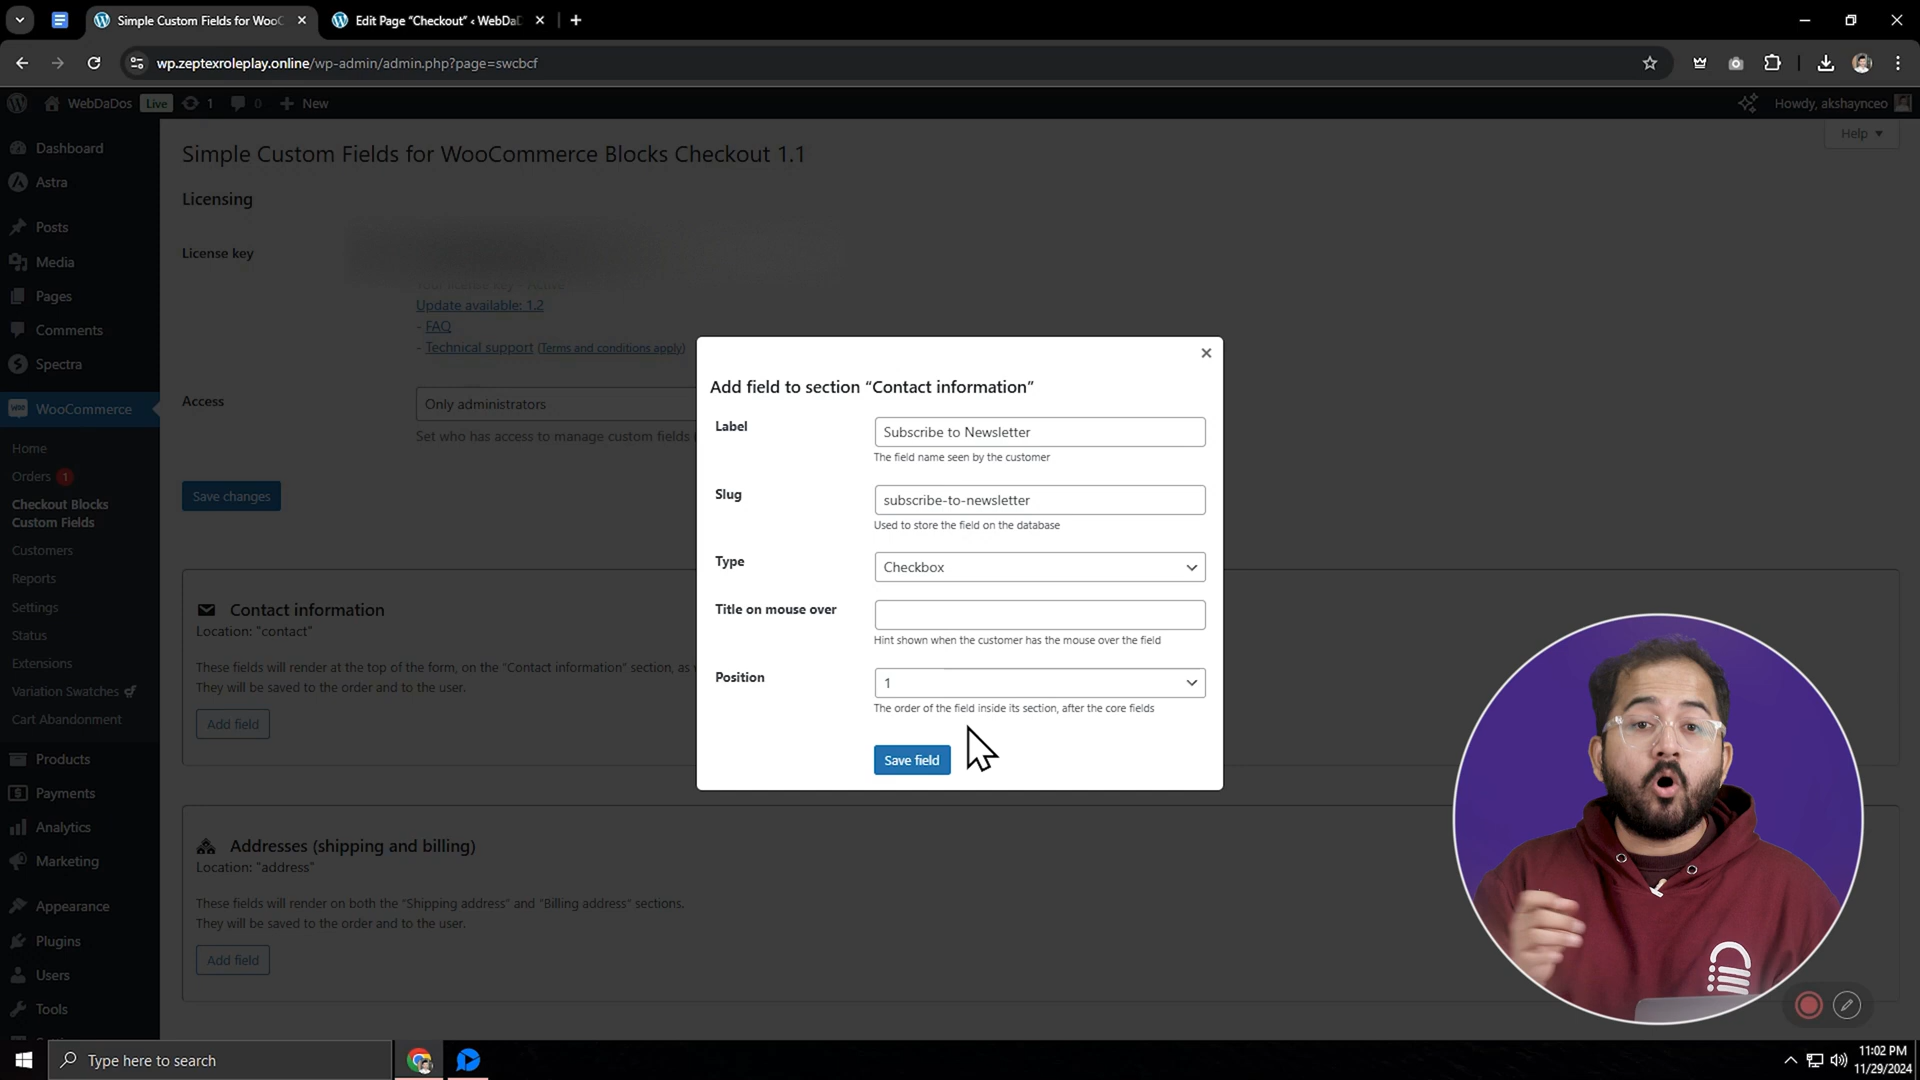 Simple Custom Fields for WooC
Edit Page “Checkout” ‹ WebDaD
wp.zeptexroleplay.online/wp-admin/admin.php?page=swcbcf
WebDaDos Live 1 0 New
Howdy, akshaynceo
Help
Dashboard
Astra
Posts
Media
Pages
Comments
Spectra
WooCommerce
Home
Orders 1
Checkout Blocks
Custom Fields
Customers
Reports
Settings
Status
Extensions
Variation Swatches
Cart Abandonment
Products
Payments
Analytics
Marketing
Appearance
Plugins
Users
Tools
Simple Custom Fields for WooCommerce Blocks Checkout 1.1
Licensing
License key
Your license key - Active
Update available: 1.2
- FAQ
- Technical support (Terms and conditions apply)
Access
Only administrators
Set who has access to manage custom fields
Save changes
Contact information
Location: "contact"
These fields will render at the top of the form, on the "Contact information" section, as
They will be saved to the order and to the user.
Add field
Addresses (shipping and billing)
Location: "address"
These fields will render on both the "Shipping address" and "Billing address" sections.
They will be saved to the order and to the user.
Add field
Add field to section “Contact information”
Label
Subscribe to Newsletter
The field name seen by the customer
Slug
subscribe-to-newsletter
Used to store the field on the database
Type
Checkbox
Title on mouse over
Hint shown when the customer has the mouse over the field
Position
1
The order of the field inside its section, after the core fields
Save field
Type here to search
11:02 PM
11/29/2024